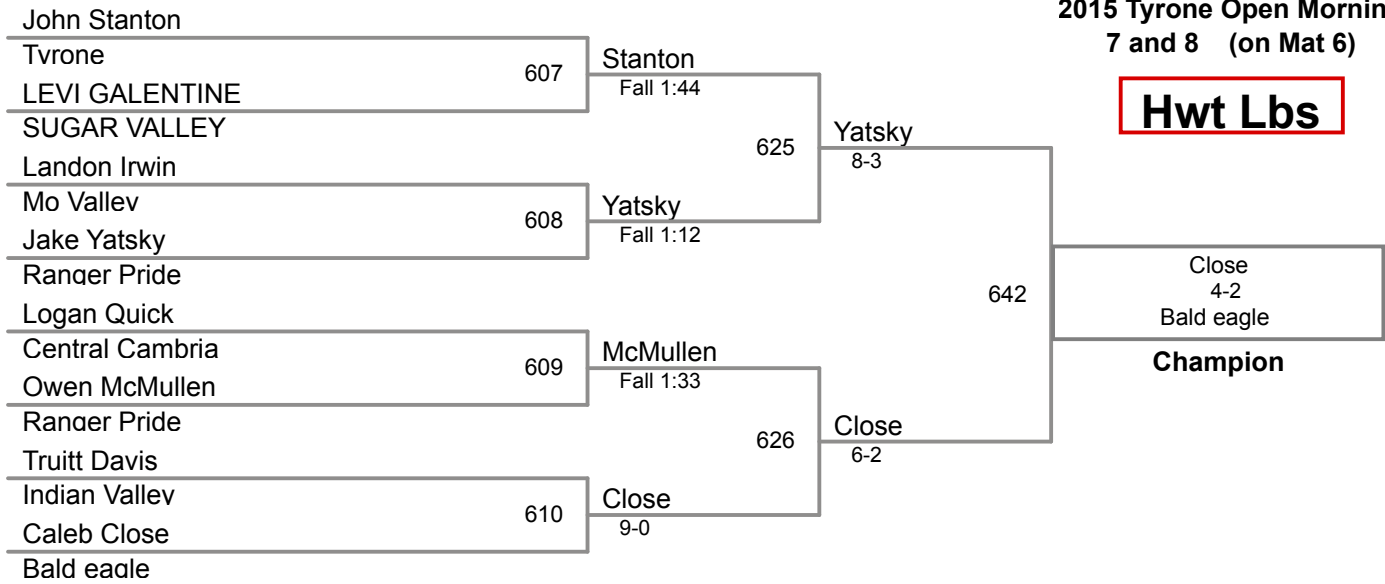 John Stanton
Tyrone
LEVI GALENTINE
SUGAR VALLEY
Landon Irwin
Mo Valley
Jake Yatsky
Ranger Pride
Logan Quick
Central Cambria
Owen McMullen
Ranger Pride
Truitt Davis
Indian Valley
Caleb Close
Bald eagle
607
608
609
610
Stanton
Fall 1:44
Yatsky
Fall 1:12
McMullen
Fall 1:33
Close
9-0
625
626
Yatsky
8-3
Close
6-2
642
2015 Tyrone Open Mornin
7 and 8 (on Mat 6)
Hwt Lbs
Close
4-2
Bald eagle
Champion